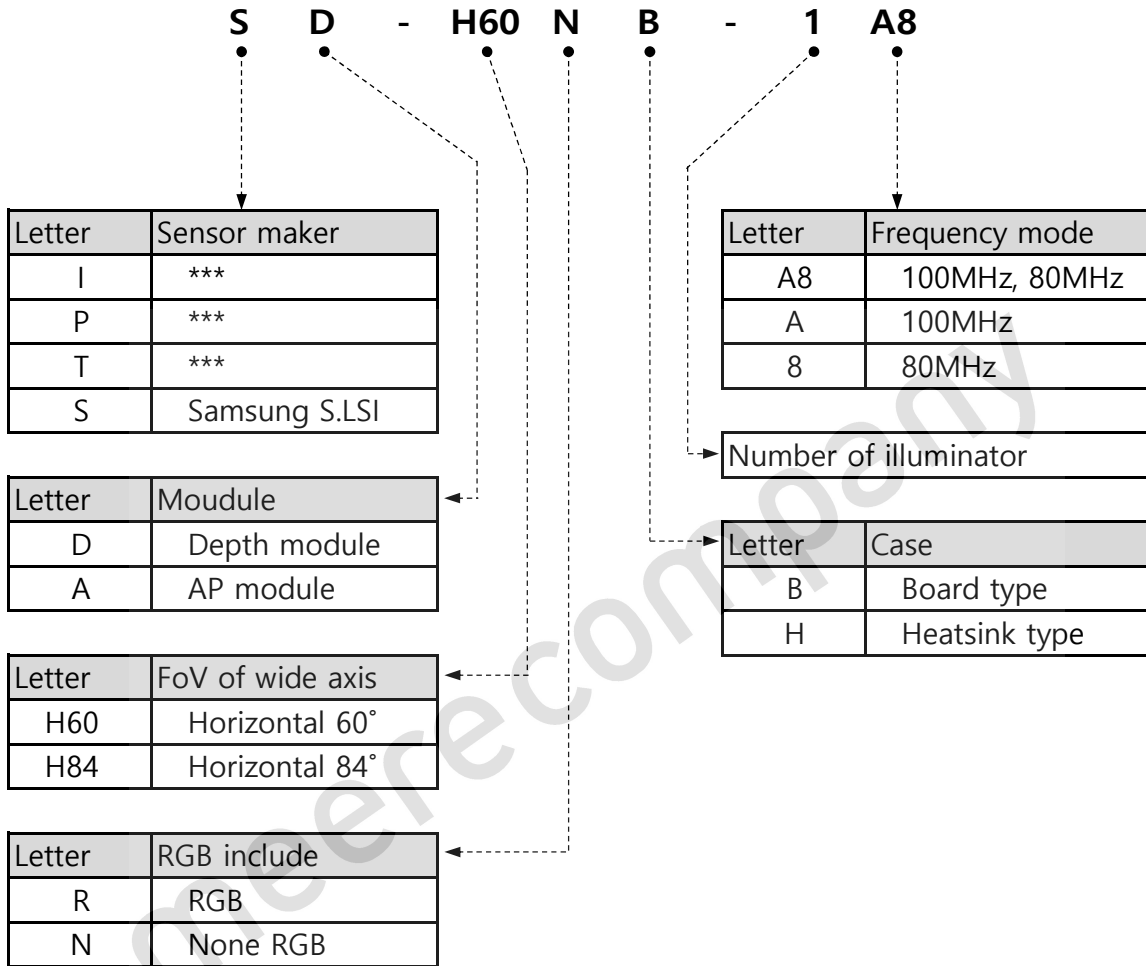 S D - H60 N B - 1 A8
Letter Sensor maker
I ***
P ***
T ***
S Samsung S.LSI
Letter Moudule
D Depth module
A AP module
Letter FoV of wide axis
H60 Horizontal 60˚
H84 Horizontal 84˚
Letter RGB include
R RGB
N None RGB
Letter Frequency mode
A8 100MHz, 80MHz
A 100MHz
8 80MHz
Number of illuminator
Letter Case
B Board type
H Heatsink type
meerecompany